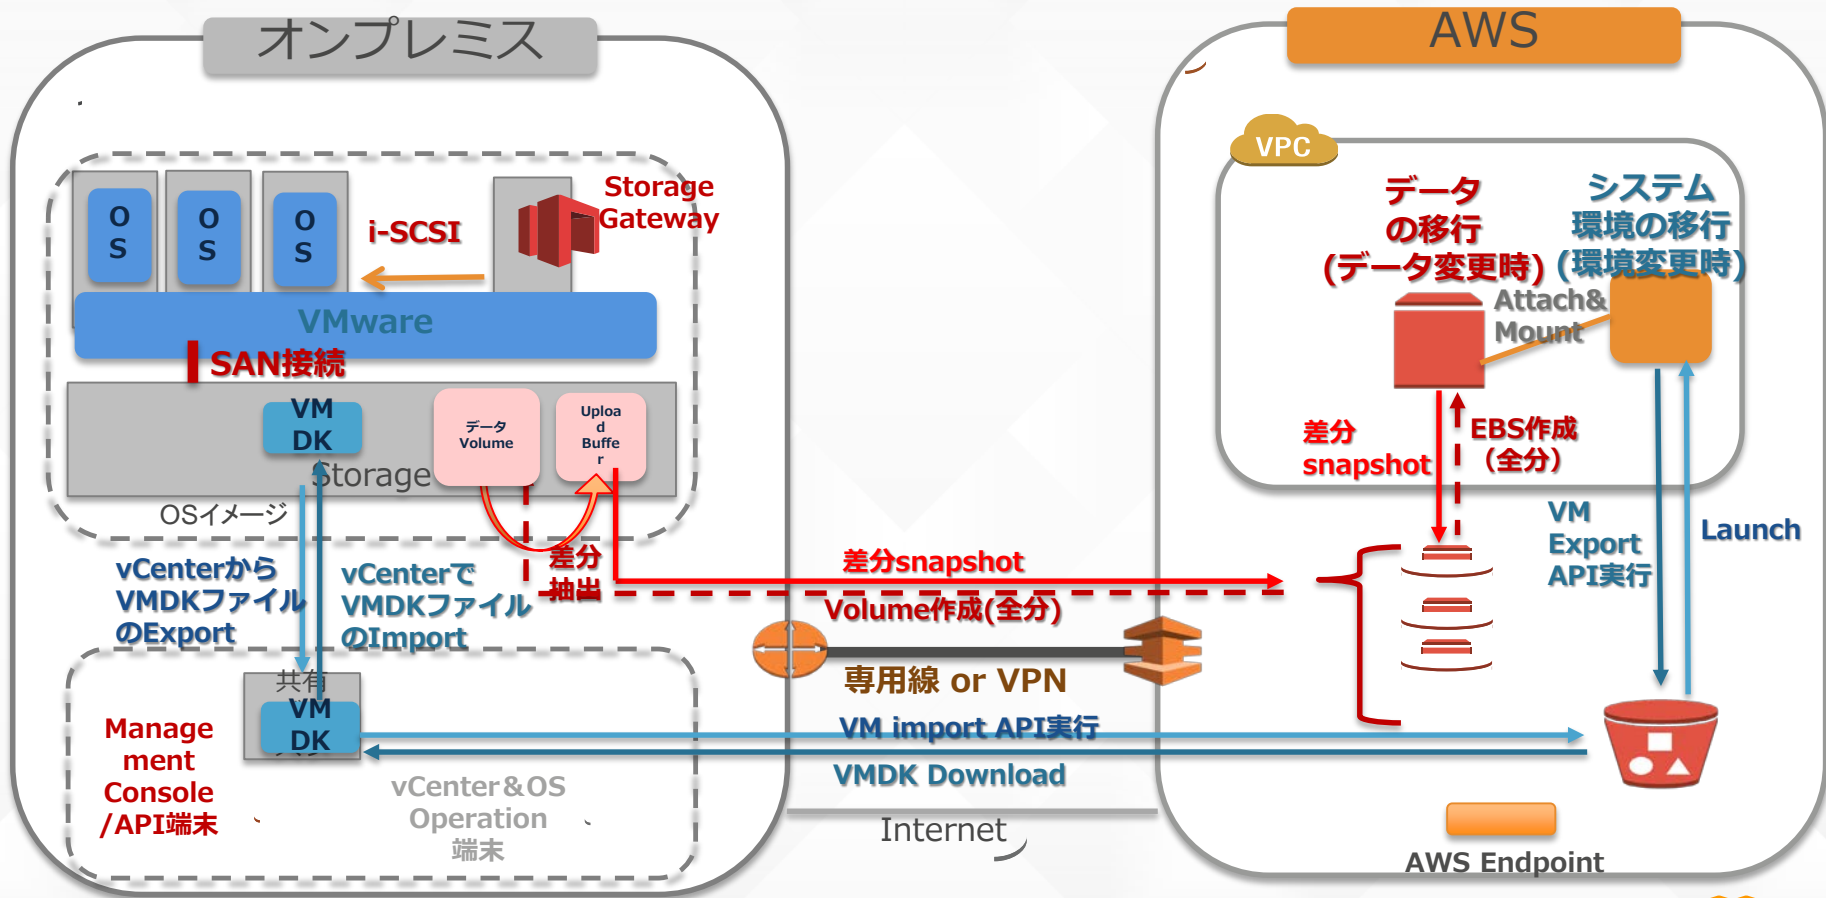 オンプレミス
AWS
VPC
Storage
Gateway
O
S
O
S
O
S
i-SCSI
VMware
SAN接続
VM
DK
データ
Volume
Uploa
d
Buffe
r
Storage
OSイメージ
データ
の移行
(データ変更時)
システム
環境の移行
(環境変更時)
Attach&
Mount
差分
snapshot
EBS作成
（全分）
VM
Export
API実行
Launch
vCenterから
VMDKファイル
のExport
vCenterで
VMDKファイル
のImport
差分
抽出
差分snapshot
Volume作成(全分)
専用線 or VPN
共有
VM
DK
VM import API実行
VMDK Download
Manage
ment
Console
/API端末
vCenter＆OS
Operation
端末
Internet
AWS Endpoint